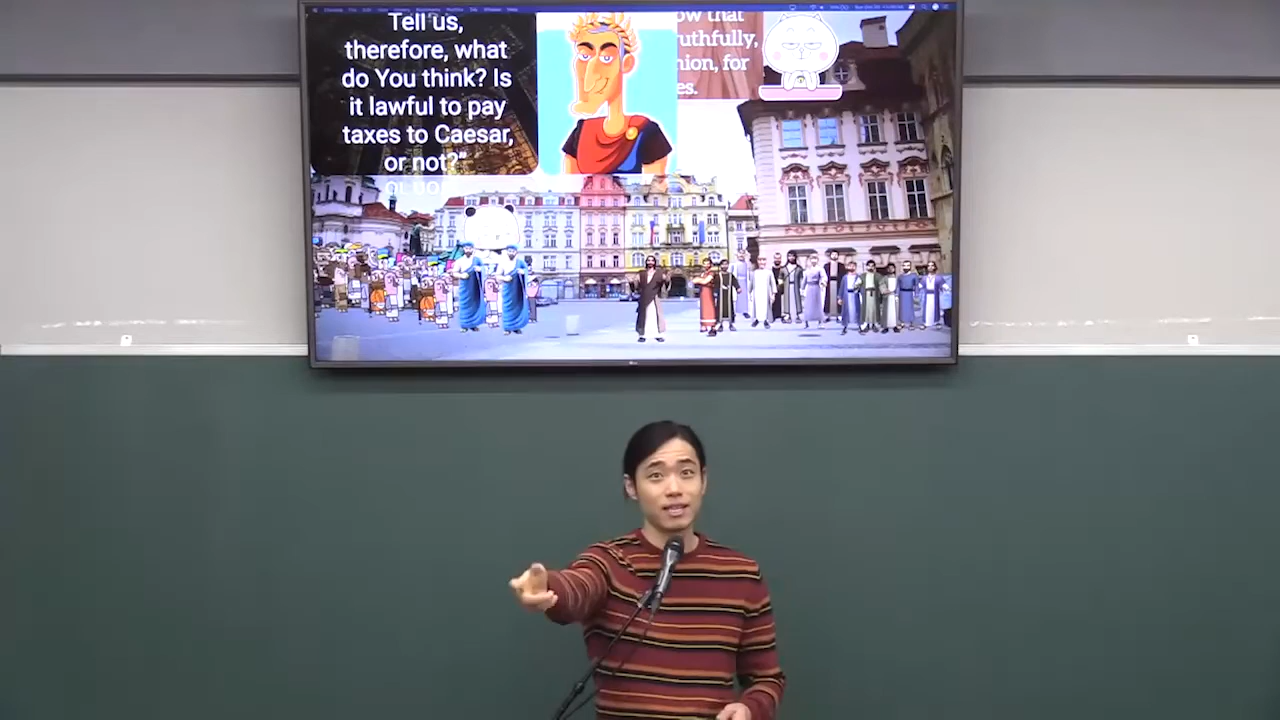 Tell us,
therefore, what
do You think? Is
it lawful to pay
taxes to Caesar,
or not?"
ow that
uthfully,
nion, for
es.